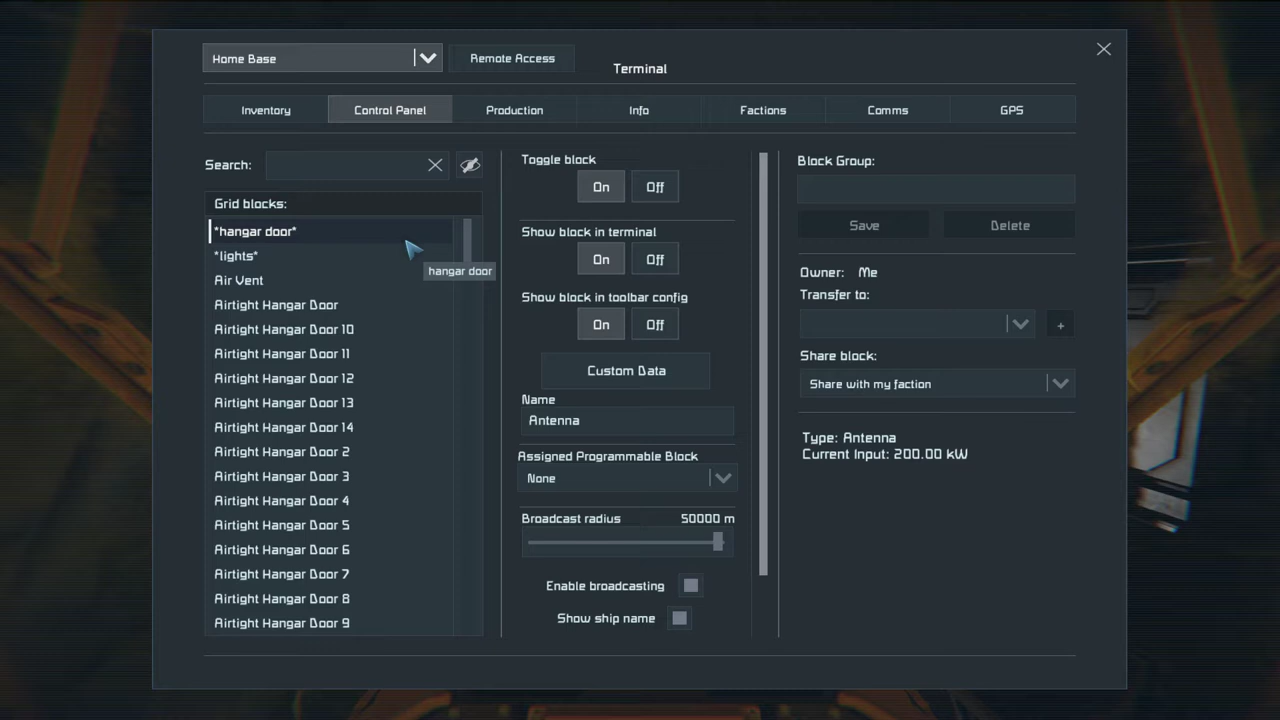 Home Base
Remote Access
Terminal
Inventory
Control Panel
Production
Info
Factions
Comms
GPS
Search:
Grid blocks:
*hangar door*
*lights*
Air Vent
Airtight Hangar Door
Airtight Hangar Door 10
Airtight Hangar Door 11
Airtight Hangar Door 12
Airtight Hangar Door 13
Airtight Hangar Door 14
Airtight Hangar Door 2
Airtight Hangar Door 3
Airtight Hangar Door 4
Airtight Hangar Door 5
Airtight Hangar Door 6
Airtight Hangar Door 7
Airtight Hangar Door 8
Airtight Hangar Door 9
hangar door
Toggle block
On Off
Show block in terminal
On Off
Show block in toolbar config
On Off
Custom Data
Name
Antenna
Assigned Programmable Block
None
Broadcast radius 50000 m
Enable broadcasting
Show ship name
Block Group:
Save Delete
Owner: Me
Transfer to:
+
Share block:
Share with my faction
Type: Antenna
Current Input: 200.00 kW